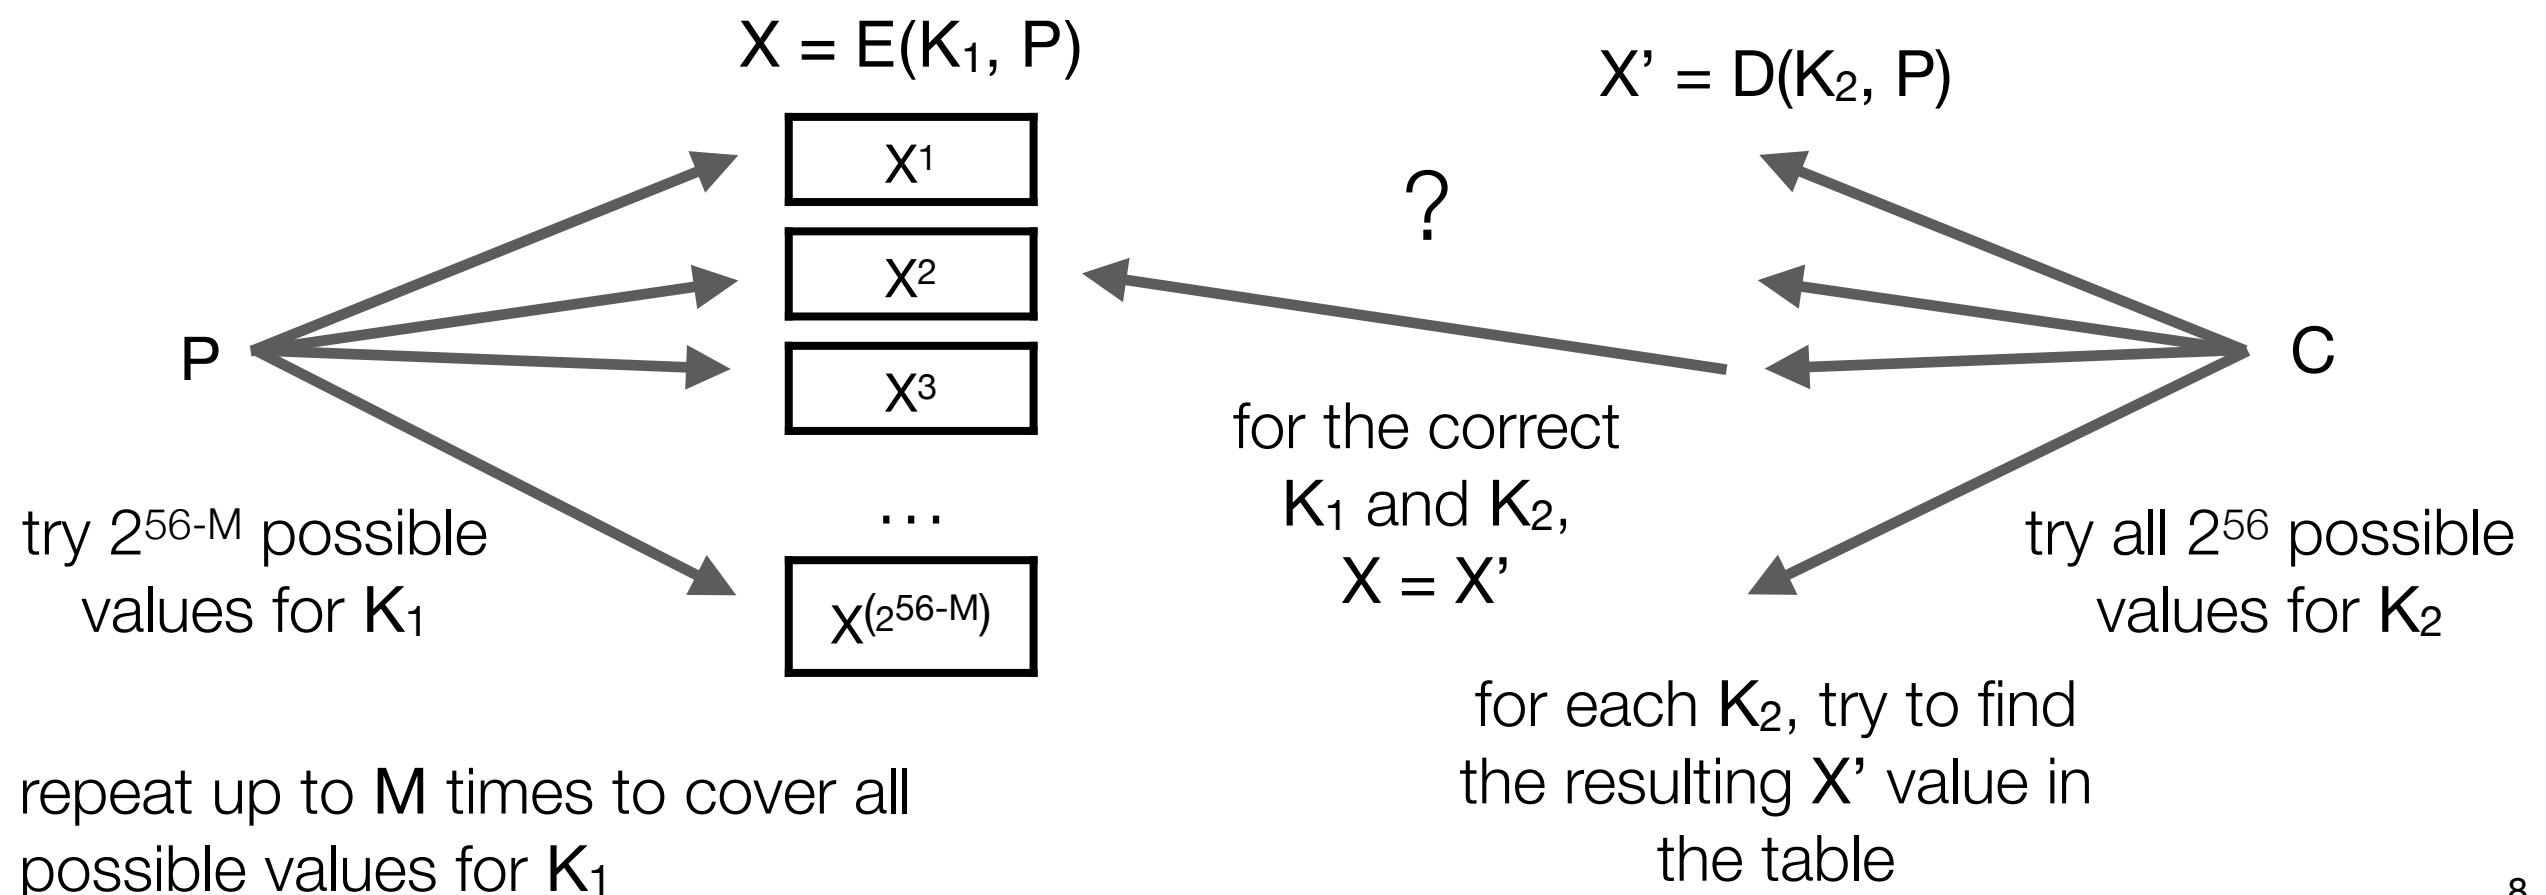 X = E(K₁, P)
X’ = D(K₂, P)
X¹
?
X²
P
X³
C
for the correct
K₁ and K₂,
X = X’
…
try 2⁵⁶⁻ᴹ possible
values for K₁
X^(2⁵⁶⁻ᴹ)
try all 2⁵⁶ possible
values for K₂
for each K₂, try to find
the resulting X’ value in
the table
repeat up to M times to cover all
possible values for K₁
8